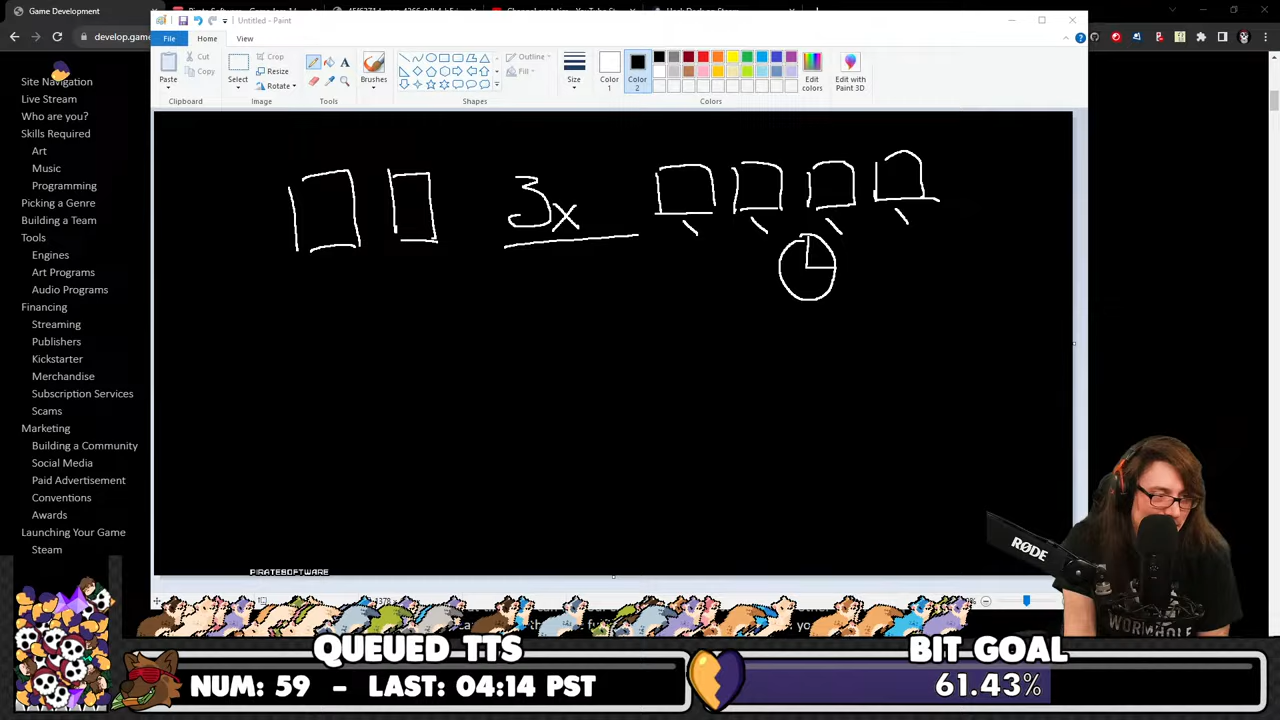 Game Development
Untitled - Paint
File
Home
View
develop.game
Site Navigation
Live Stream
Who are you?
Skills Required
Art
Music
Programming
Picking a Genre
Building a Team
Tools
Engines
Art Programs
Audio Programs
Financing
Streaming
Publishers
Kickstarter
Merchandise
Subscription Services
Scams
Marketing
Building a Community
Social Media
Paid Advertisement
Conventions
Awards
Launching Your Game
Steam
Paste
Cut
Copy
Clipboard
Select
Crop
Resize
Rotate
Image
A
Tools
Brushes
Shapes
Outline
Fill
Size
Color
1
Color
2
Edit
colors
Colors
Edit with
Paint 3D
3x
PIRATESOFTWARE
RØDE
WORMHOLE
QUEUED TTS
NUM: 59 - LAST: 04:14 PST
BIT GOAL
61.43%